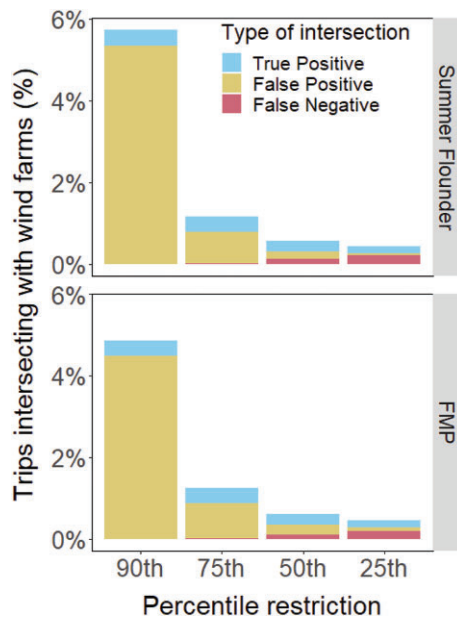 Trips intersecting with wind farms (%)
6%
Type of intersection
True Positive
False Positive
False Negative
4%
2%
0%
Summer Flounder
6%
4%
2%
0%
FMP
90th 75th 50th 25th
Percentile restriction